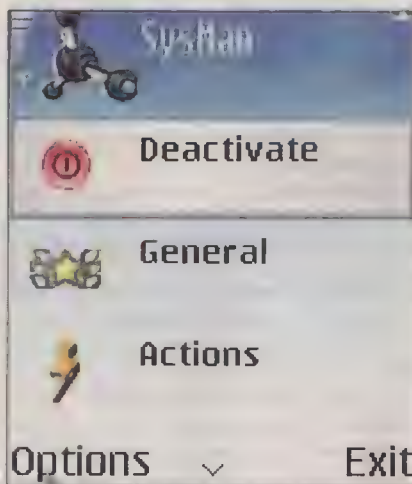 SysMan
Deactivate
General
Actions
Options Exit